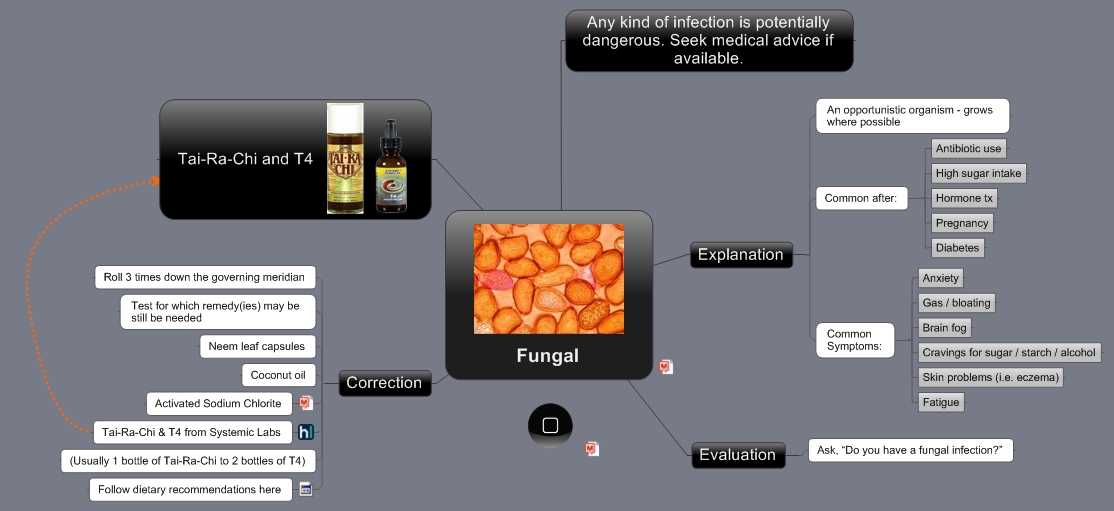 Any kind of infection is potentially
dangerous. Seek medical advice if
available.
Tai-Ra-Chi and T4
TAI-RA
CHI
T4
Fungal
Explanation
An opportunistic organism - grows
where possible
Common after:
Antibiotic use
High sugar intake
Hormone tx
Pregnancy
Diabetes
Common
Symptoms:
Anxiety
Gas / bloating
Brain fog
Cravings for sugar / starch / alcohol
Skin problems (i.e. eczema)
Fatigue
Evaluation
Ask, “Do you have a fungal infection?”
Correction
Roll 3 times down the governing meridian
Test for which remedy(ies) may be
still be needed
Neem leaf capsules
Coconut oil
Activated Sodium Chlorite
Tai-Ra-Chi & T4 from Systemic Labs
(Usually 1 bottle of Tai-Ra-Chi to 2 bottles of T4)
Follow dietary recommendations here